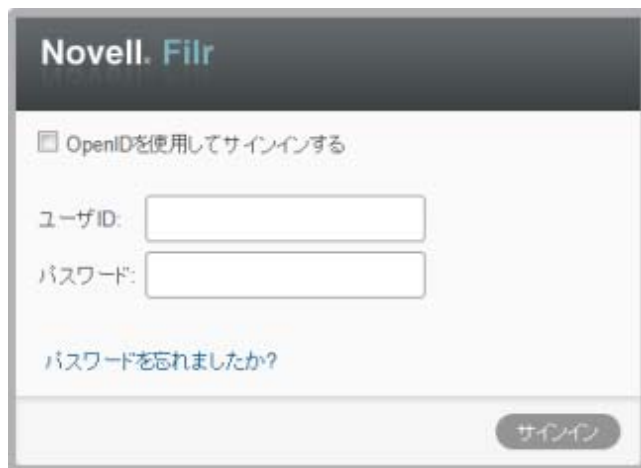 Novell. Filr
OpenIDを使用してサインインする
ユーザID:
パスワード:
パスワードを忘れましたか?
サインイン